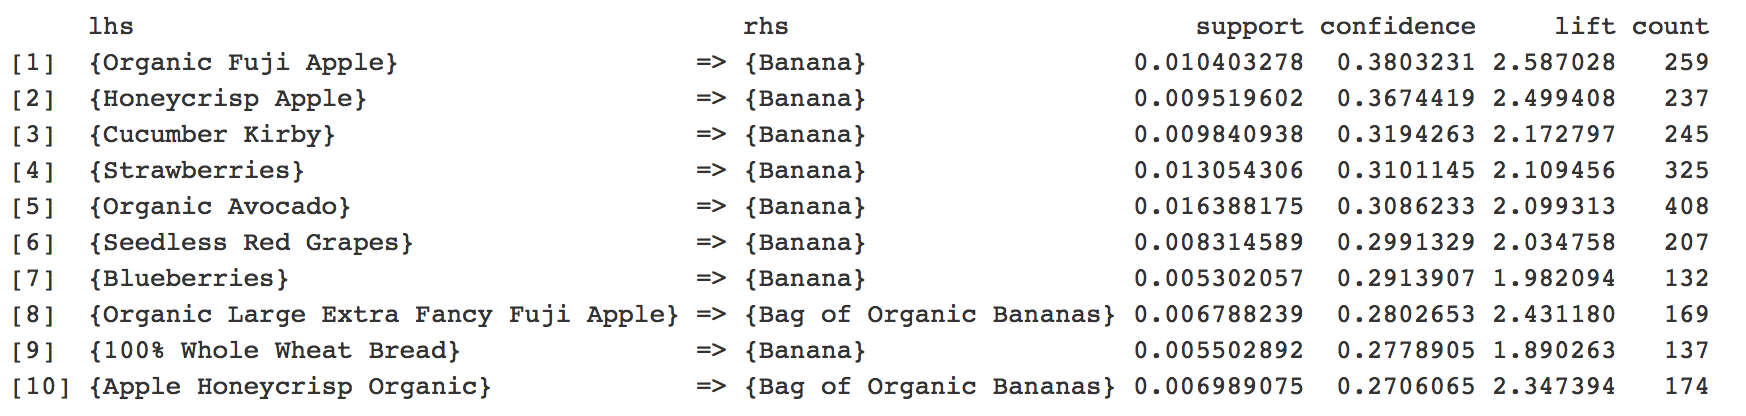 lhs rhs support confidence lift count
[1] {Organic Fuji Apple} => {Banana} 0.010403278 0.3803231 2.587028 259
[2] {Honeycrisp Apple} => {Banana} 0.009519602 0.3674419 2.499408 237
[3] {Cucumber Kirby} => {Banana} 0.009840938 0.3194263 2.172797 245
[4] {Strawberries} => {Banana} 0.013054306 0.3101145 2.109456 325
[5] {Organic Avocado} => {Banana} 0.016388175 0.3086233 2.099313 408
[6] {Seedless Red Grapes} => {Banana} 0.008314589 0.2991329 2.034758 207
[7] {Blueberries} => {Banana} 0.005302057 0.2913907 1.982094 132
[8] {Organic Large Extra Fancy Fuji Apple} => {Bag of Organic Bananas} 0.006788239 0.2802653 2.431180 169
[9] {100% Whole Wheat Bread} => {Banana} 0.005502892 0.2778905 1.890263 137
[10] {Apple Honeycrisp Organic} => {Bag of Organic Bananas} 0.006989075 0.2706065 2.347394 174